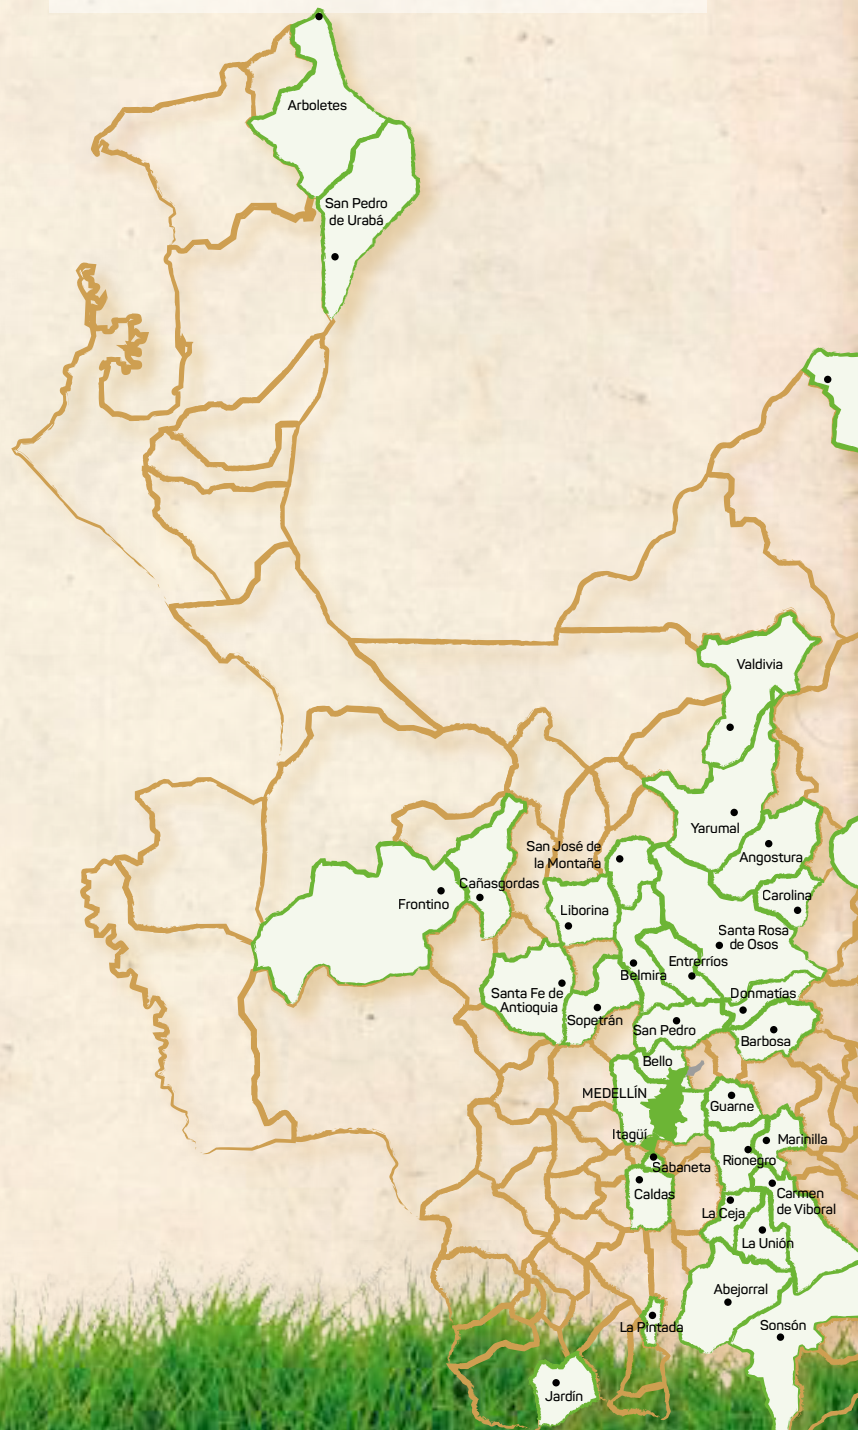 Arboletes
San Pedro
de Urabá
Valdivia
Yarumal
San José de
la Montaña
Angostura
Cañasgordas
Frontino
Carolina
Liborina
Santa Rosa
de Osos
Entrerríos
Belmira
Santa Fe de
Antioquia
Donmatías
Sopetrán
San Pedro
Barbosa
Bello
MEDELLÍN
Guarne
Itagüí
Marinilla
Rionegro
Sabaneta
Caldas
Carmen
de Viboral
La Ceja
La Unión
Abejorral
La Pintada
Sonsón
Jardín